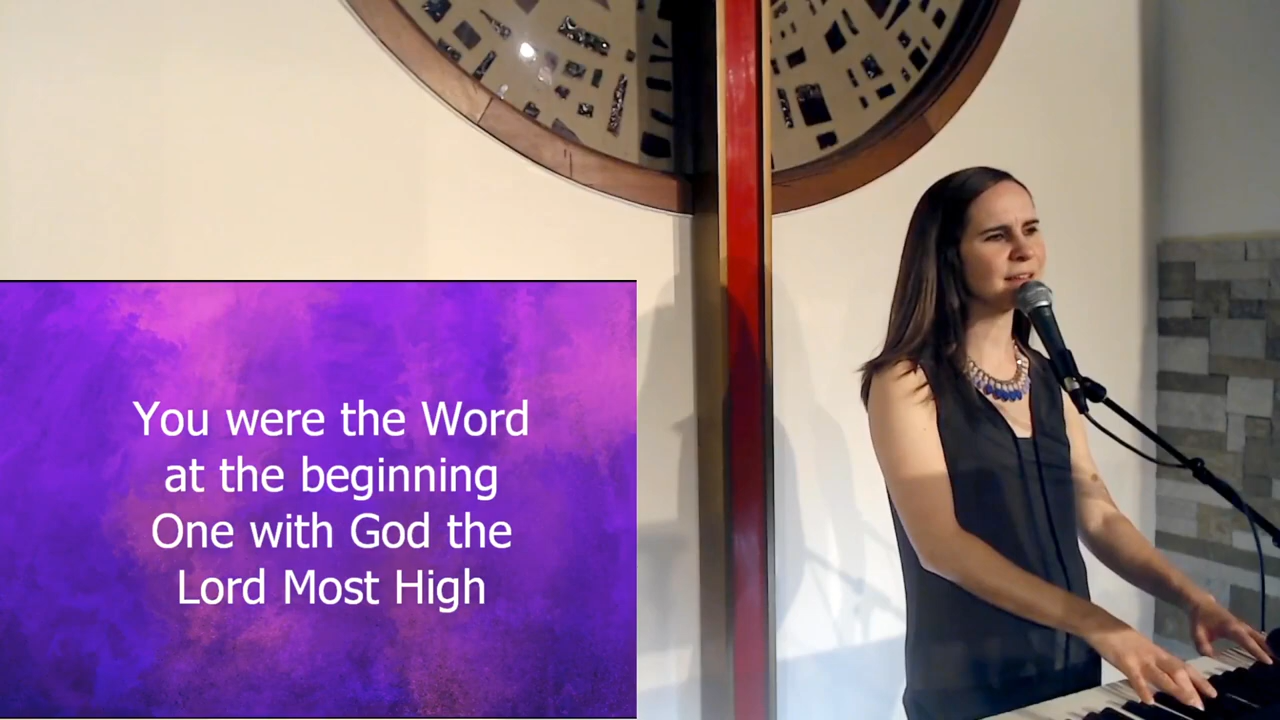 You were the Word
at the beginning
One with God the
Lord Most High